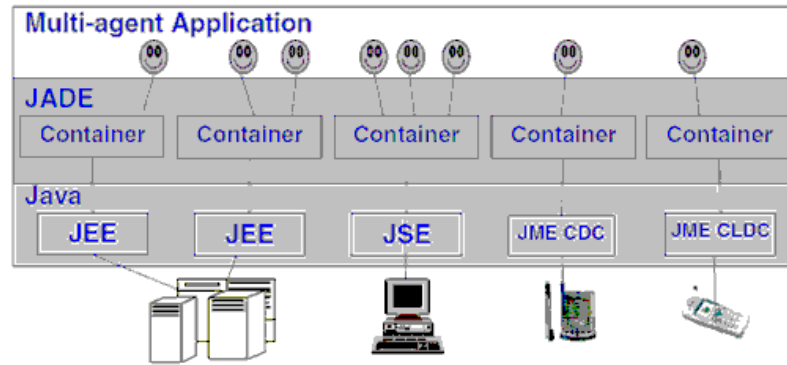 Multi-agent Application
JADE
Container Container Container Container Container
Java
JEE JEE JSE JME CDC JME CLDC